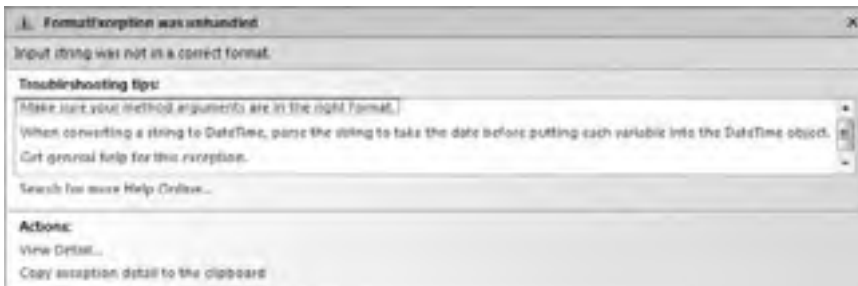 FormatException was unhandled
Input string was not in a correct format.
Troubleshooting tips:
Make sure your method arguments are in the right format.
When converting a string to DateTime, parse the string to take the date before putting each variable into the DateTime object.
Get general help for this exception.
Search for more Help Online...
Actions:
View Detail...
Copy exception detail to the clipboard